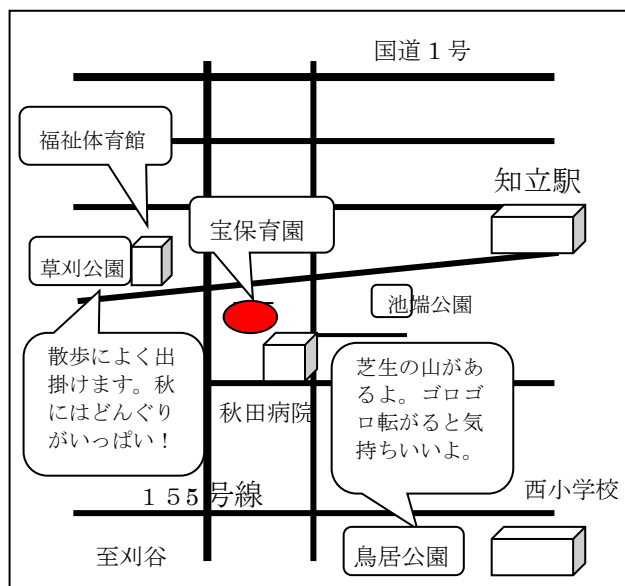 国道１号
福祉体育館
知立駅
宝保育園
草刈公園
池端公園
散歩によく出
掛けます。秋
にはどんぐり
がいっぱい！
芝生の山があ
るよ。ゴロゴ
ロ転がると気
持ちいいよ。
秋田病院
１５５号線
西小学校
至刈谷
鳥居公園